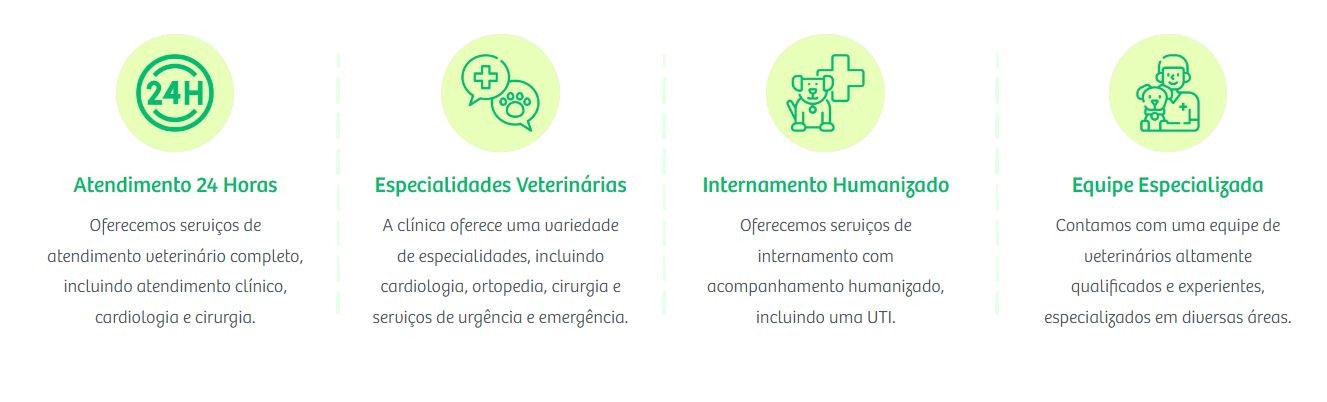 24H
Atendimento 24 Horas
Oferecemos serviços de
atendimento veterinário completo,
incluindo atendimento clínico,
cardiologia e cirurgia.
Especialidades Veterinárias
A clínica oferece uma variedade
de especialidades, incluindo
cardiologia, ortopedia, cirurgia e
serviços de urgência e emergência.
Internamento Humanizado
Oferecemos serviços de
internamento com
acompanhamento humanizado,
incluindo uma UTI.
Equipe Especializada
Contamos com uma equipe de
veterinários altamente
qualificados e experientes,
especializados em diversas áreas.